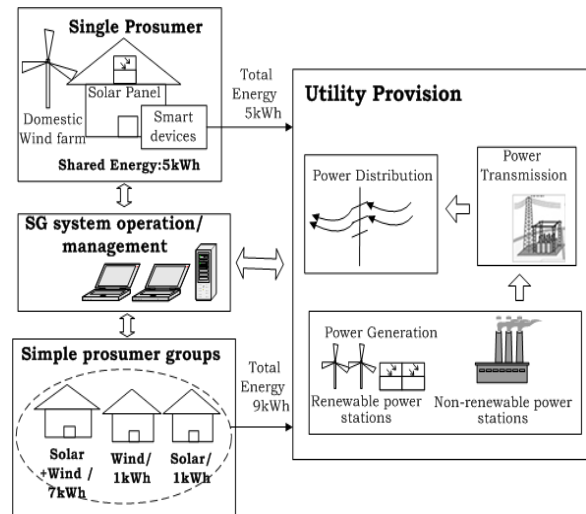 Single Prosumer
Solar Panel
Domestic
Wind farm
Smart
devices
Shared Energy:5kWh
Total
Energy
5kWh
SG system operation/
management
Simple prosumer groups
Solar
+Wind /
7kWh
Wind/
1kWh
Solar/
1kWh
Total
Energy
9kWh
Utility Provision
Power Distribution
Power
Transmission
Power Generation
Renewable power
stations
Non-renewable power
stations